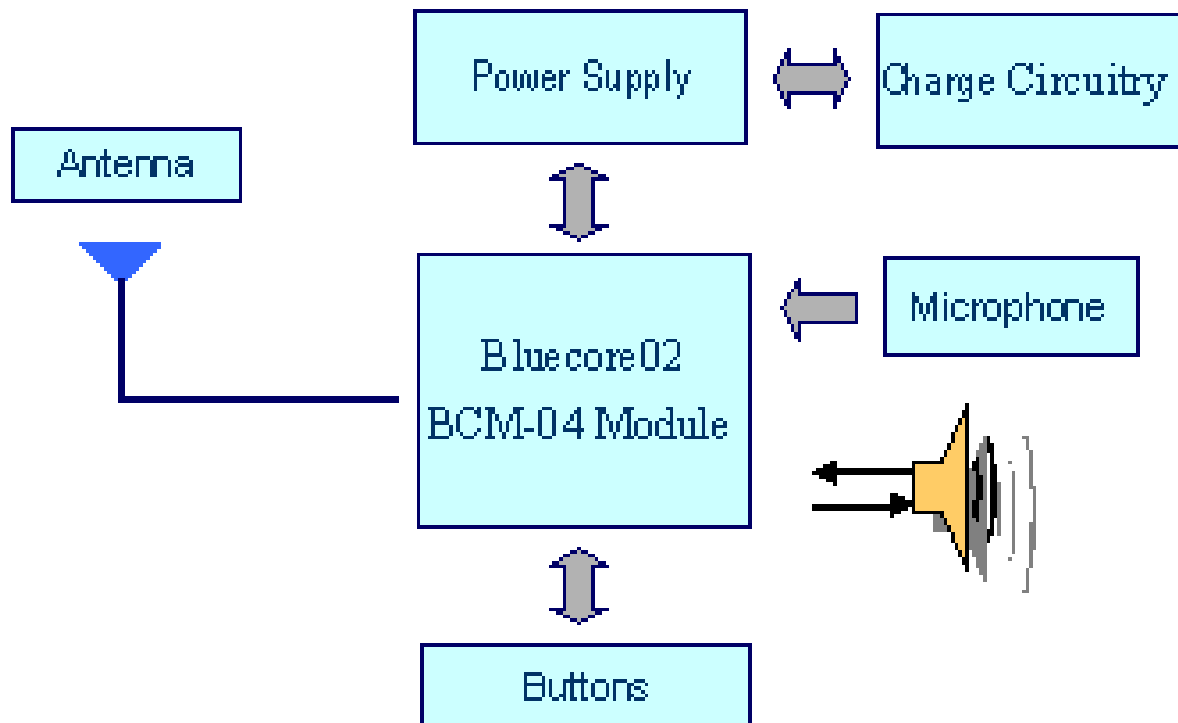 Power Supply
Charge Circuitry
Antenna
Microphone
Bluecore02
BCM-04 Module
Buttons